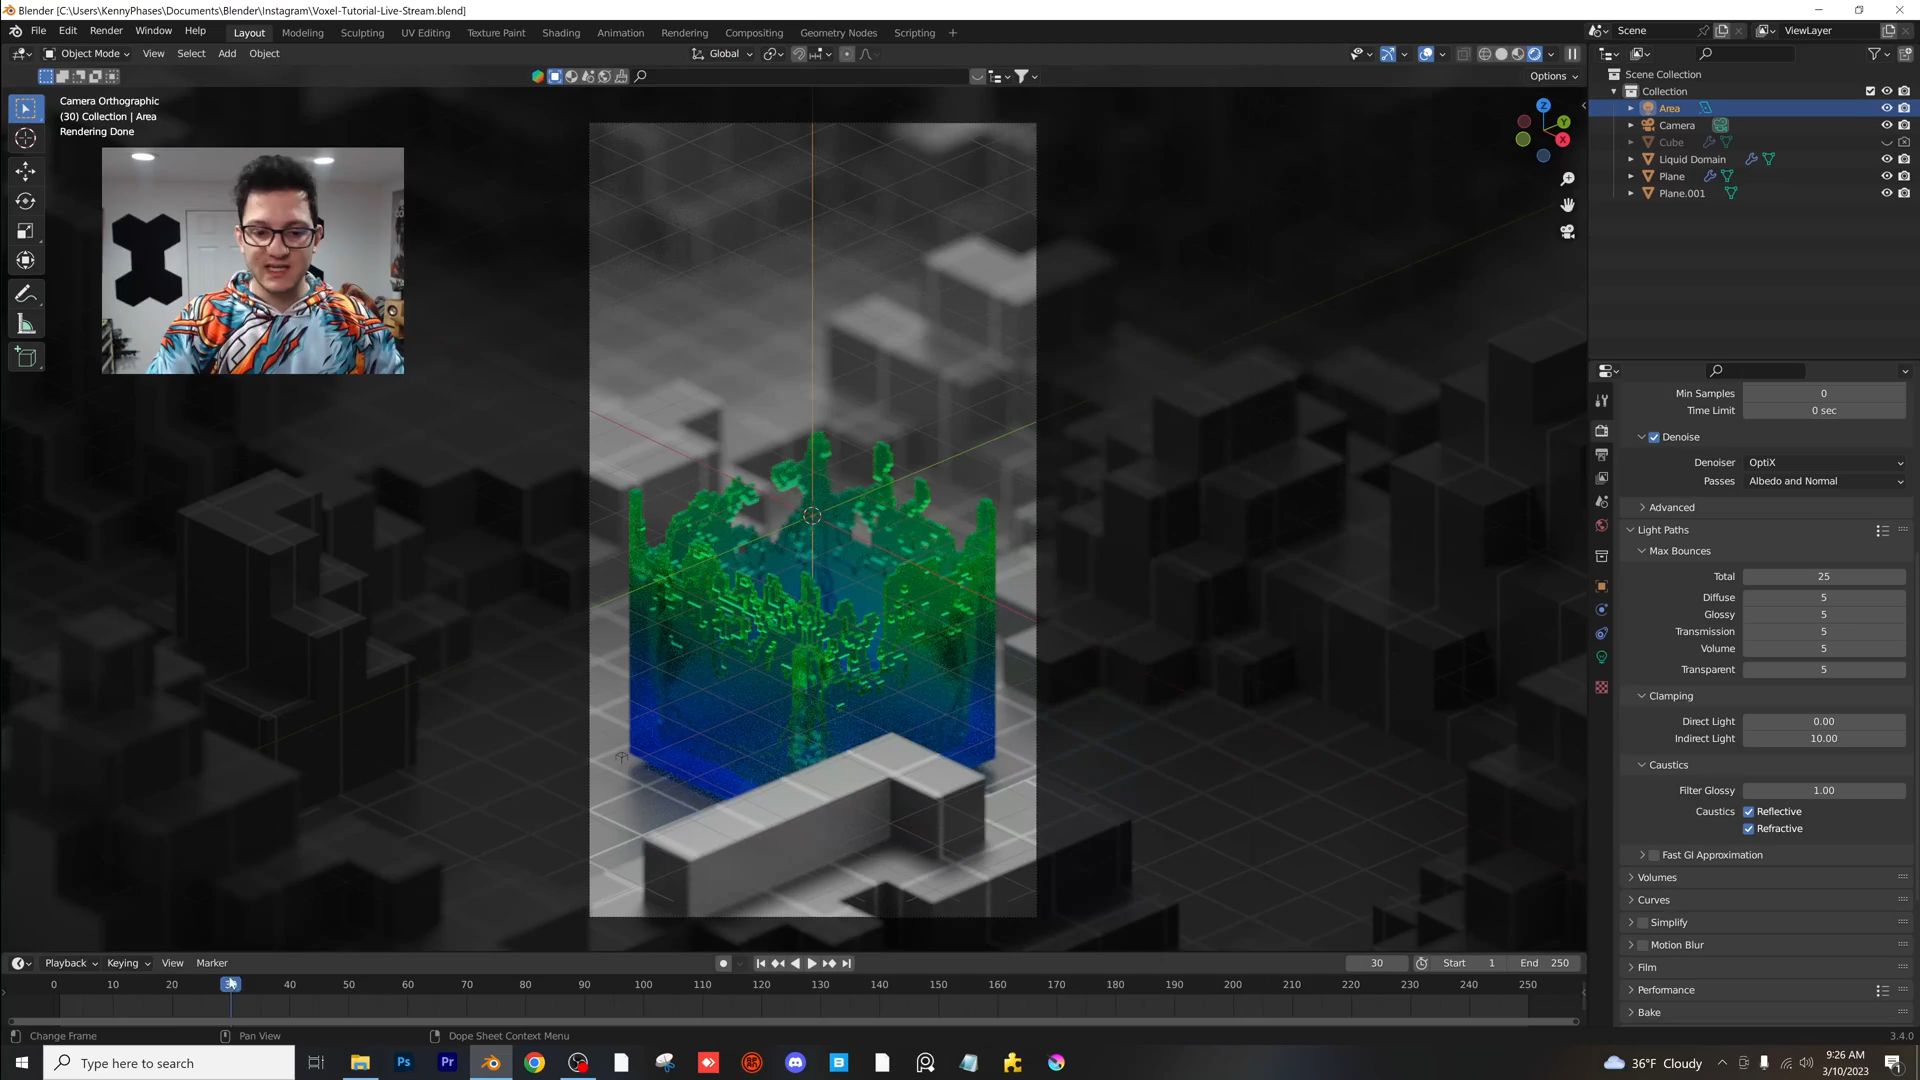 Blender [C:\Users\KennyPhases\Documents\Blender\Instagram\Voxel-Tutorial-Live-Stream.blend]
File Edit Render Window Help Layout Modeling Sculpting UV Editing Texture Paint Shading Animation Rendering Compositing Geometry Nodes Scripting + Scene ViewLayer
Object Mode View Select Add Object Global
Options
Camera Orthographic
(30) Collection | Area
Rendering Done
Z
Y
X
Scene Collection
Collection
Area
Camera
Cube
Liquid Domain
Plane
Plane.001
Min Samples 0
Time Limit 0 sec
Denoise
Denoiser OptiX
Passes Albedo and Normal
Advanced
Light Paths
Max Bounces
Total 25
Diffuse 5
Glossy 5
Transmission 5
Volume 5
Transparent 5
Clamping
Direct Light 0.00
Indirect Light 10.00
Caustics
Filter Glossy 1.00
Caustics Reflective
Refractive
Fast GI Approximation
Volumes
Curves
Simplify
Motion Blur
Film
Performance
Bake
Playback Keying View Marker 30 Start 1 End 250
0 10 20 40 50 60 70 80 90 100 110 120 130 140 150 160 170 180 190 200 210 220 230 240 250
Change Frame Pan View Dope Sheet Context Menu 3.4.0
Type here to search Ps Pr 36°F Cloudy
9:26 AM
3/10/2023